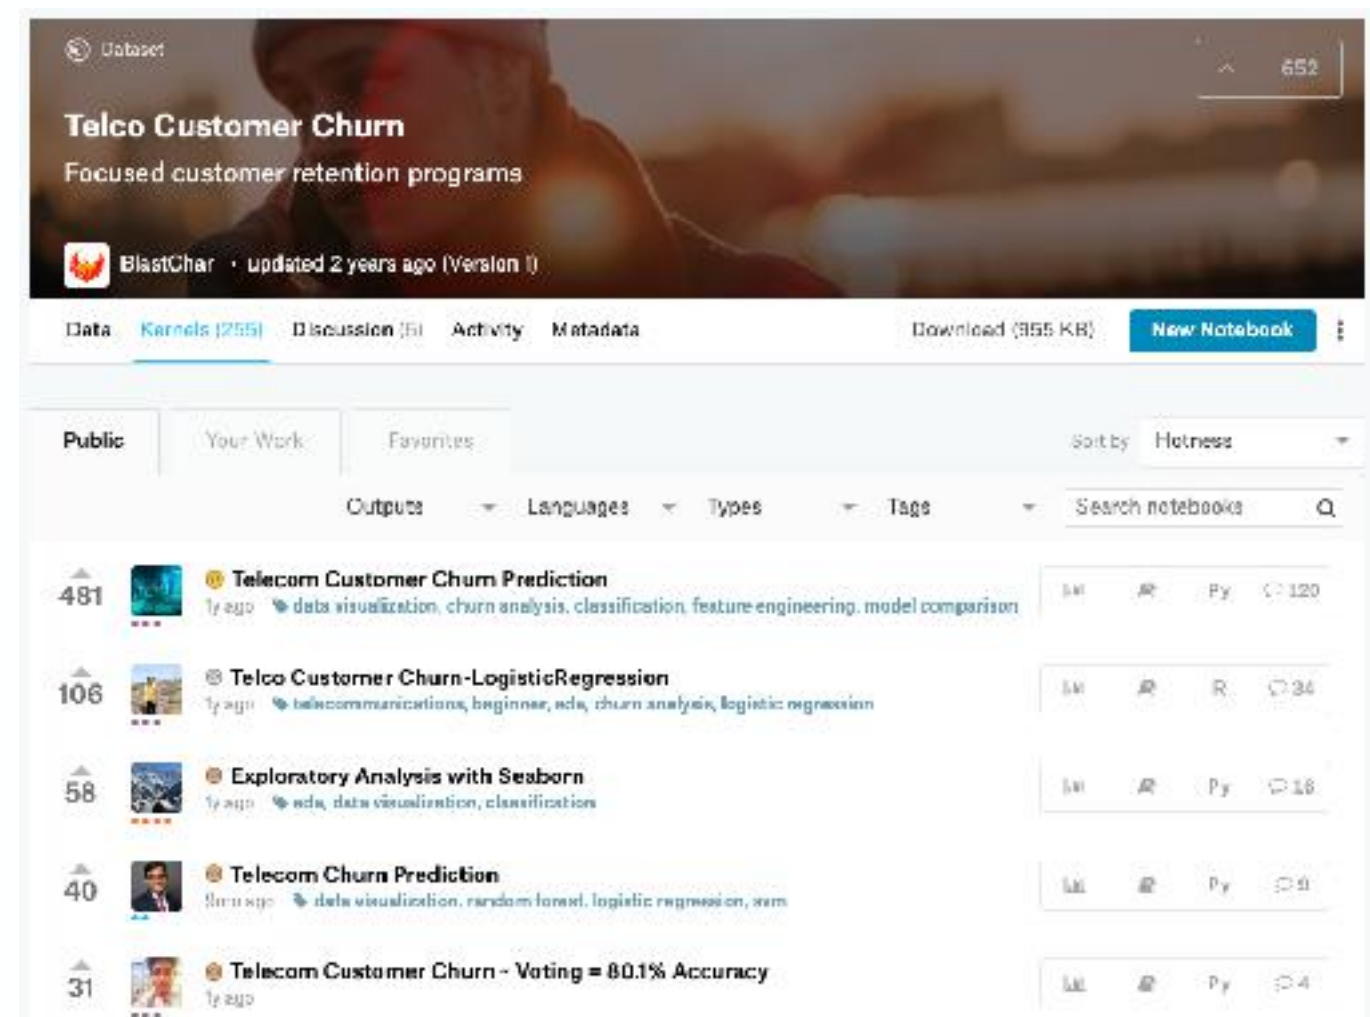 Dataset
652
Telco Customer Churn
Focused customer retention programs
BlastChar • updated 2 years ago (Version 1)
Data Kernels (255) Discussion Activity Metadata Download (955 KB) New Notebook
Public Your Work Favorites Sort by Hotness
Outputs Languages Types Tags Search notebooks
481 Telecom Customer Churn Prediction
1y ago data visualization, churn analysis, classification, feature engineering, model comparison Py 120
106 Telco Customer Churn-LogisticRegression
1y ago telecommunications, beginner, eda, churn analysis, logistic regression R 34
58 Exploratory Analysis with Seaborn
1y ago eda, data visualization, classification Py 16
40 Telecom Churn Prediction
ago data visualization, random forest, logistic regression, svm Py 9
31 Telecom Customer Churn - Voting = 80.1% Accuracy
1y ago Py 4